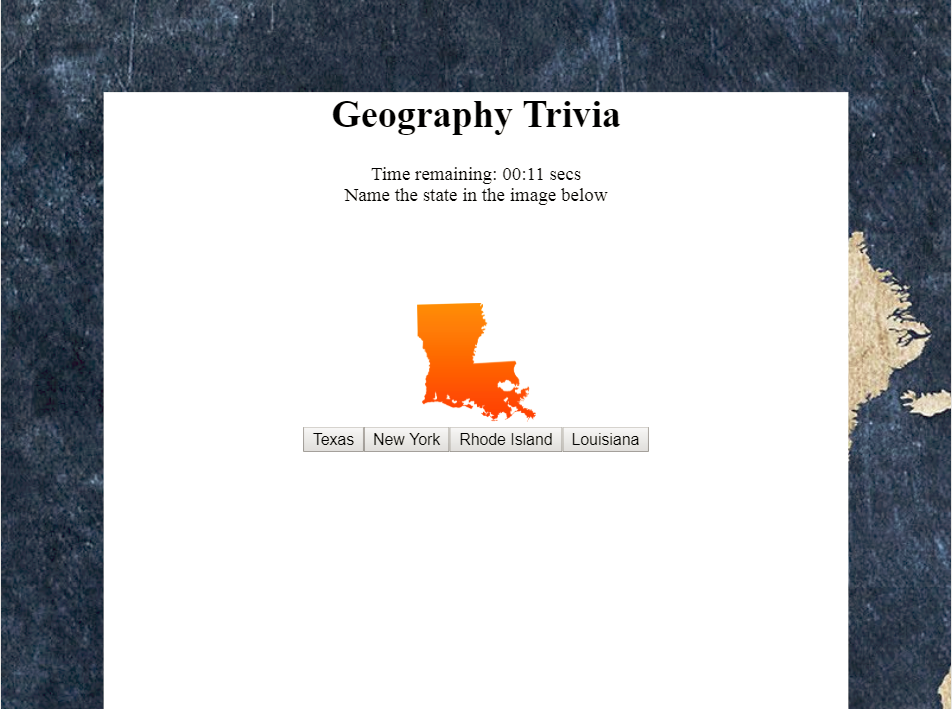 Geography Trivia
Time remaining: 00:11 secs
Name the state in the image below
Texas New York Rhode Island Louisiana